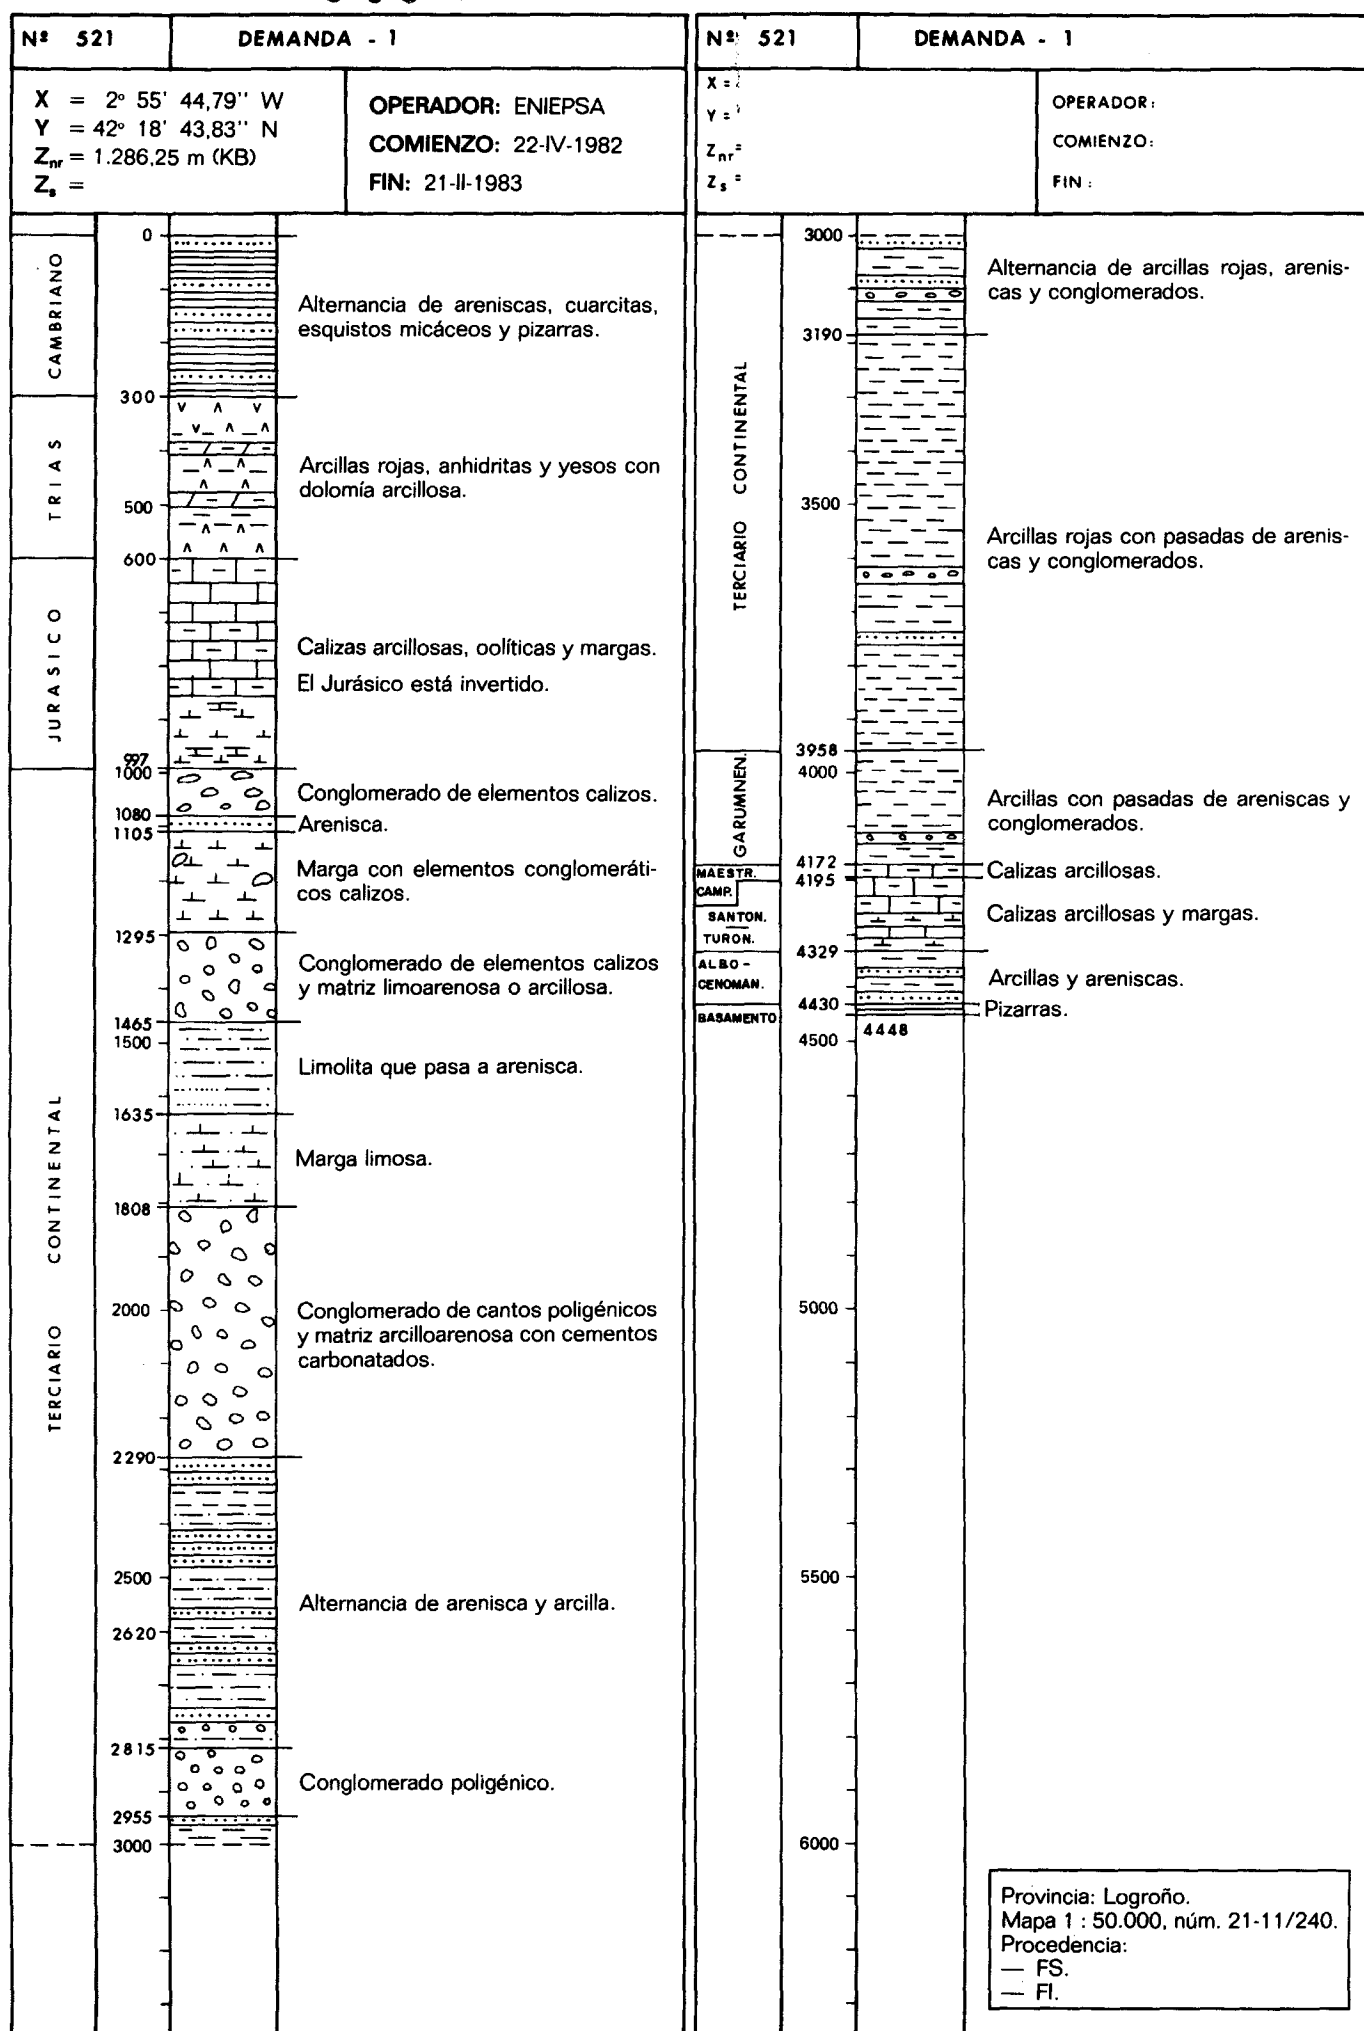 Nº 521
DEMANDA - 1
X = 2º 55' 44,79'' W
Y = 42º 18' 43,83'' N
Znr = 1.286,25 m (KB)
Zs =
OPERADOR: ENIEPSA
COMIENZO: 22-IV-1982
FIN: 21-II-1983
CAMBRIANO
TRIAS
JURASICO
TERCIARIO CONTINENTAL
0
300
500
600
997
1000
1080
1105
1295
1465
1500
1635
1808
2000
2290
2500
2620
2815
2955
3000
Alternancia de areniscas, cuarcitas,
esquistos micáceos y pizarras.
Arcillas rojas, anhidritas y yesos con
dolomía arcillosa.
Calizas arcillosas, oolíticas y margas.
El Jurásico está invertido.
Conglomerado de elementos calizos.
Arenisca.
Marga con elementos conglomeráti-
cos calizos.
Conglomerado de elementos calizos
y matriz limoarenosa o arcillosa.
Limolita que pasa a arenisca.
Marga limosa.
Conglomerado de cantos poligénicos
y matriz arcilloarenosa con cementos
carbonatados.
Alternancia de arenisca y arcilla.
Conglomerado poligénico.
Nº 521
DEMANDA - 1
X =
Y =
Znr=
Zs =
OPERADOR:
COMIENZO:
FIN :
TERCIARIO CONTINENTAL
GARUMNEN.
MAESTR.
CAMP.
SANTON.
TURON.
ALBO-
CENOMAN.
BASAMENTO
3000
3190
3500
3958
4000
4172
4195
4329
4430
4448
4500
5000
5500
6000
Alternancia de arcillas rojas, arenis-
cas y conglomerados.
Arcillas rojas con pasadas de arenis-
cas y conglomerados.
Arcillas con pasadas de areniscas y
conglomerados.
Calizas arcillosas.
Calizas arcillosas y margas.
Arcillas y areniscas.
Pizarras.
Provincia: Logroño.
Mapa 1 : 50.000, núm. 21-11/240.
Procedencia:
— FS.
— FI.